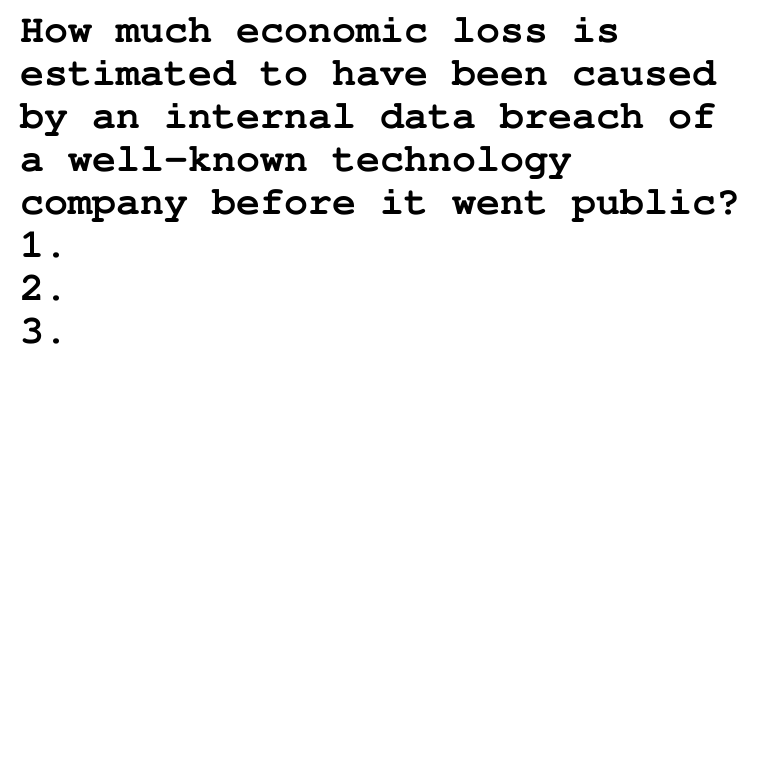 How much economic loss is
estimated to have been caused
by an internal data breach of
a well-known technology
company before it went public?
1.
2.
3.